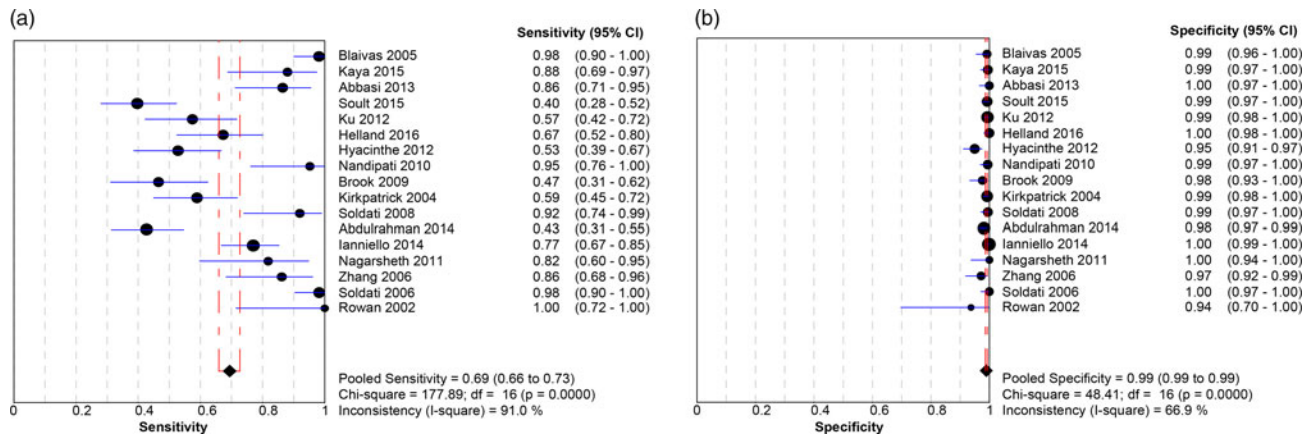 (a)
Sensitivity (95% CI)
Blaivas 2005 0.98 (0.90 - 1.00)
Kaya 2015 0.88 (0.69 - 0.97)
Abbasi 2013 0.86 (0.71 - 0.95)
Soult 2015 0.40 (0.28 - 0.52)
Ku 2012 0.57 (0.42 - 0.72)
Helland 2016 0.67 (0.52 - 0.80)
Hyacinthe 2012 0.53 (0.39 - 0.67)
Nandipati 2010 0.95 (0.76 - 1.00)
Brook 2009 0.47 (0.31 - 0.62)
Kirkpatrick 2004 0.59 (0.45 - 0.72)
Soldati 2008 0.92 (0.74 - 0.99)
Abdulrahman 2014 0.43 (0.31 - 0.55)
Ianniello 2014 0.77 (0.67 - 0.85)
Nagarsheth 2011 0.82 (0.60 - 0.95)
Zhang 2006 0.86 (0.68 - 0.96)
Soldati 2006 0.98 (0.90 - 1.00)
Rowan 2002 1.00 (0.72 - 1.00)
Pooled Sensitivity = 0.69 (0.66 to 0.73)
Chi-square = 177.89; df = 16 (p = 0.0000)
Inconsistency (I-square) = 91.0 %
0 0.2 0.4 0.6 0.8 1
Sensitivity
(b)
Specificity (95% CI)
Blaivas 2005 0.99 (0.96 - 1.00)
Kaya 2015 0.99 (0.97 - 1.00)
Abbasi 2013 1.00 (0.97 - 1.00)
Soult 2015 0.99 (0.97 - 1.00)
Ku 2012 0.99 (0.98 - 1.00)
Helland 2016 1.00 (0.98 - 1.00)
Hyacinthe 2012 0.95 (0.91 - 0.97)
Nandipati 2010 0.99 (0.97 - 1.00)
Brook 2009 0.98 (0.93 - 1.00)
Kirkpatrick 2004 0.99 (0.98 - 1.00)
Soldati 2008 0.99 (0.97 - 1.00)
Abdulrahman 2014 0.98 (0.97 - 0.99)
Ianniello 2014 1.00 (0.99 - 1.00)
Nagarsheth 2011 1.00 (0.94 - 1.00)
Zhang 2006 0.97 (0.92 - 0.99)
Soldati 2006 1.00 (0.97 - 1.00)
Rowan 2002 0.94 (0.70 - 1.00)
Pooled Specificity = 0.99 (0.99 to 0.99)
Chi-square = 48.41; df = 16 (p = 0.0000)
Inconsistency (I-square) = 66.9 %
0 0.2 0.4 0.6 0.8 1
Specificity